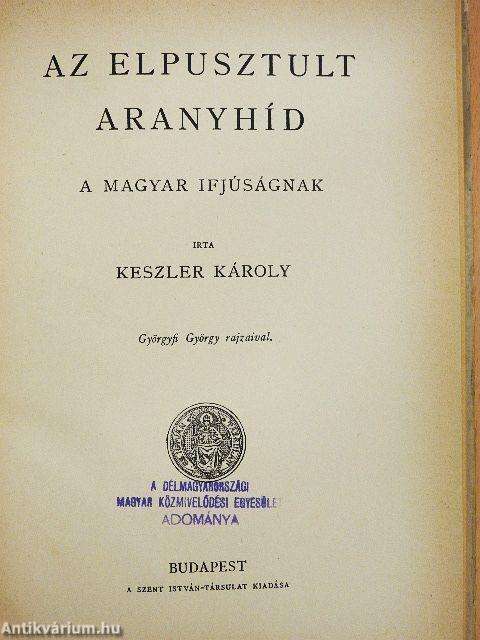 AZ ELPUSZTULT
ARANYHÍD
A MAGYAR IFJÚSÁGNAK
IRTA
KESZLER KÁROLY
Györgyfi György rajzaival.
A DÉLMAGYARORSZÁGI
MAGYAR KÖZMIVELŐDÉSI EGYESÜLET
ADOMÁNYA
BUDAPEST
A SZENT ISTVÁN-TÁRSULAT KIADÁSA
Antikvárium.hu